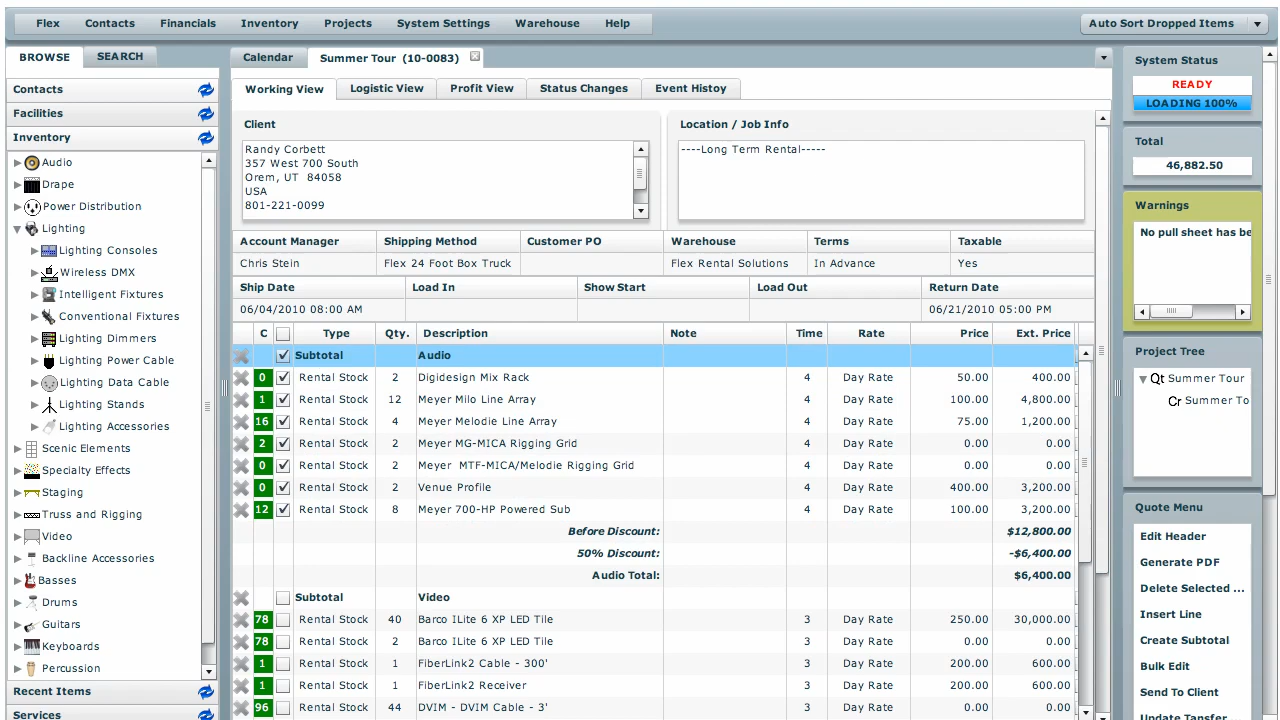 Flex Contacts Financials Inventory Projects System Settings Warehouse Help
Auto Sort Dropped Items
BROWSE SEARCH
Contacts
Facilities
Inventory
Audio
Drape
Power Distribution
Lighting
Lighting Consoles
Wireless DMX
Intelligent Fixtures
Conventional Fixtures
Lighting Dimmers
Lighting Power Cable
Lighting Data Cable
Lighting Stands
Lighting Accessories
Scenic Elements
Specialty Effects
Staging
Truss and Rigging
Video
Backline Accessories
Basses
Drums
Guitars
Keyboards
Percussion
Recent Items
Services
Calendar Summer Tour (10-0083)
Working View Logistic View Profit View Status Changes Event Histoy
Client
Randy Corbett
357 West 700 South
Orem, UT 84058
USA
801-221-0099
Location / Job Info
----Long Term Rental-----
Account Manager Shipping Method Customer PO Warehouse Terms Taxable
Chris Stein Flex 24 Foot Box Truck Flex Rental Solutions In Advance Yes
Ship Date Load In Show Start Load Out Return Date
06/04/2010 08:00 AM 06/21/2010 05:00 PM
C Type Qty. Description Note Time Rate Price Ext. Price
Subtotal Audio
0 Rental Stock 2 Digidesign Mix Rack 4 Day Rate 50.00 400.00
1 Rental Stock 12 Meyer Milo Line Array 4 Day Rate 100.00 4,800.00
16 Rental Stock 4 Meyer Melodie Line Array 4 Day Rate 75.00 1,200.00
2 Rental Stock 2 Meyer MG-MICA Rigging Grid 4 Day Rate 0.00 0.00
0 Rental Stock 2 Meyer MTF-MICA/Melodie Rigging Grid 4 Day Rate 0.00 0.00
0 Rental Stock 2 Venue Profile 4 Day Rate 400.00 3,200.00
12 Rental Stock 8 Meyer 700-HP Powered Sub 4 Day Rate 100.00 3,200.00
Before Discount: $12,800.00
50% Discount: -$6,400.00
Audio Total: $6,400.00
Subtotal Video
78 Rental Stock 40 Barco ILite 6 XP LED Tile 3 Day Rate 250.00 30,000.00
78 Rental Stock 2 Barco ILite 6 XP LED Tile 3 Day Rate 0.00 0.00
1 Rental Stock 1 FiberLink2 Cable - 300' 3 Day Rate 200.00 600.00
1 Rental Stock 1 FiberLink2 Receiver 3 Day Rate 200.00 600.00
96 Rental Stock 44 DVIM - DVIM Cable - 3' 3 Day Rate 0.00 0.00
System Status
READY
LOADING 100%
Total
46,882.50
Warnings
No pull sheet has be
Project Tree
Qt Summer Tour
Cr Summer To
Quote Menu
Edit Header
Generate PDF
Delete Selected ...
Insert Line
Create Subtotal
Bulk Edit
Send To Client
Update Transfer